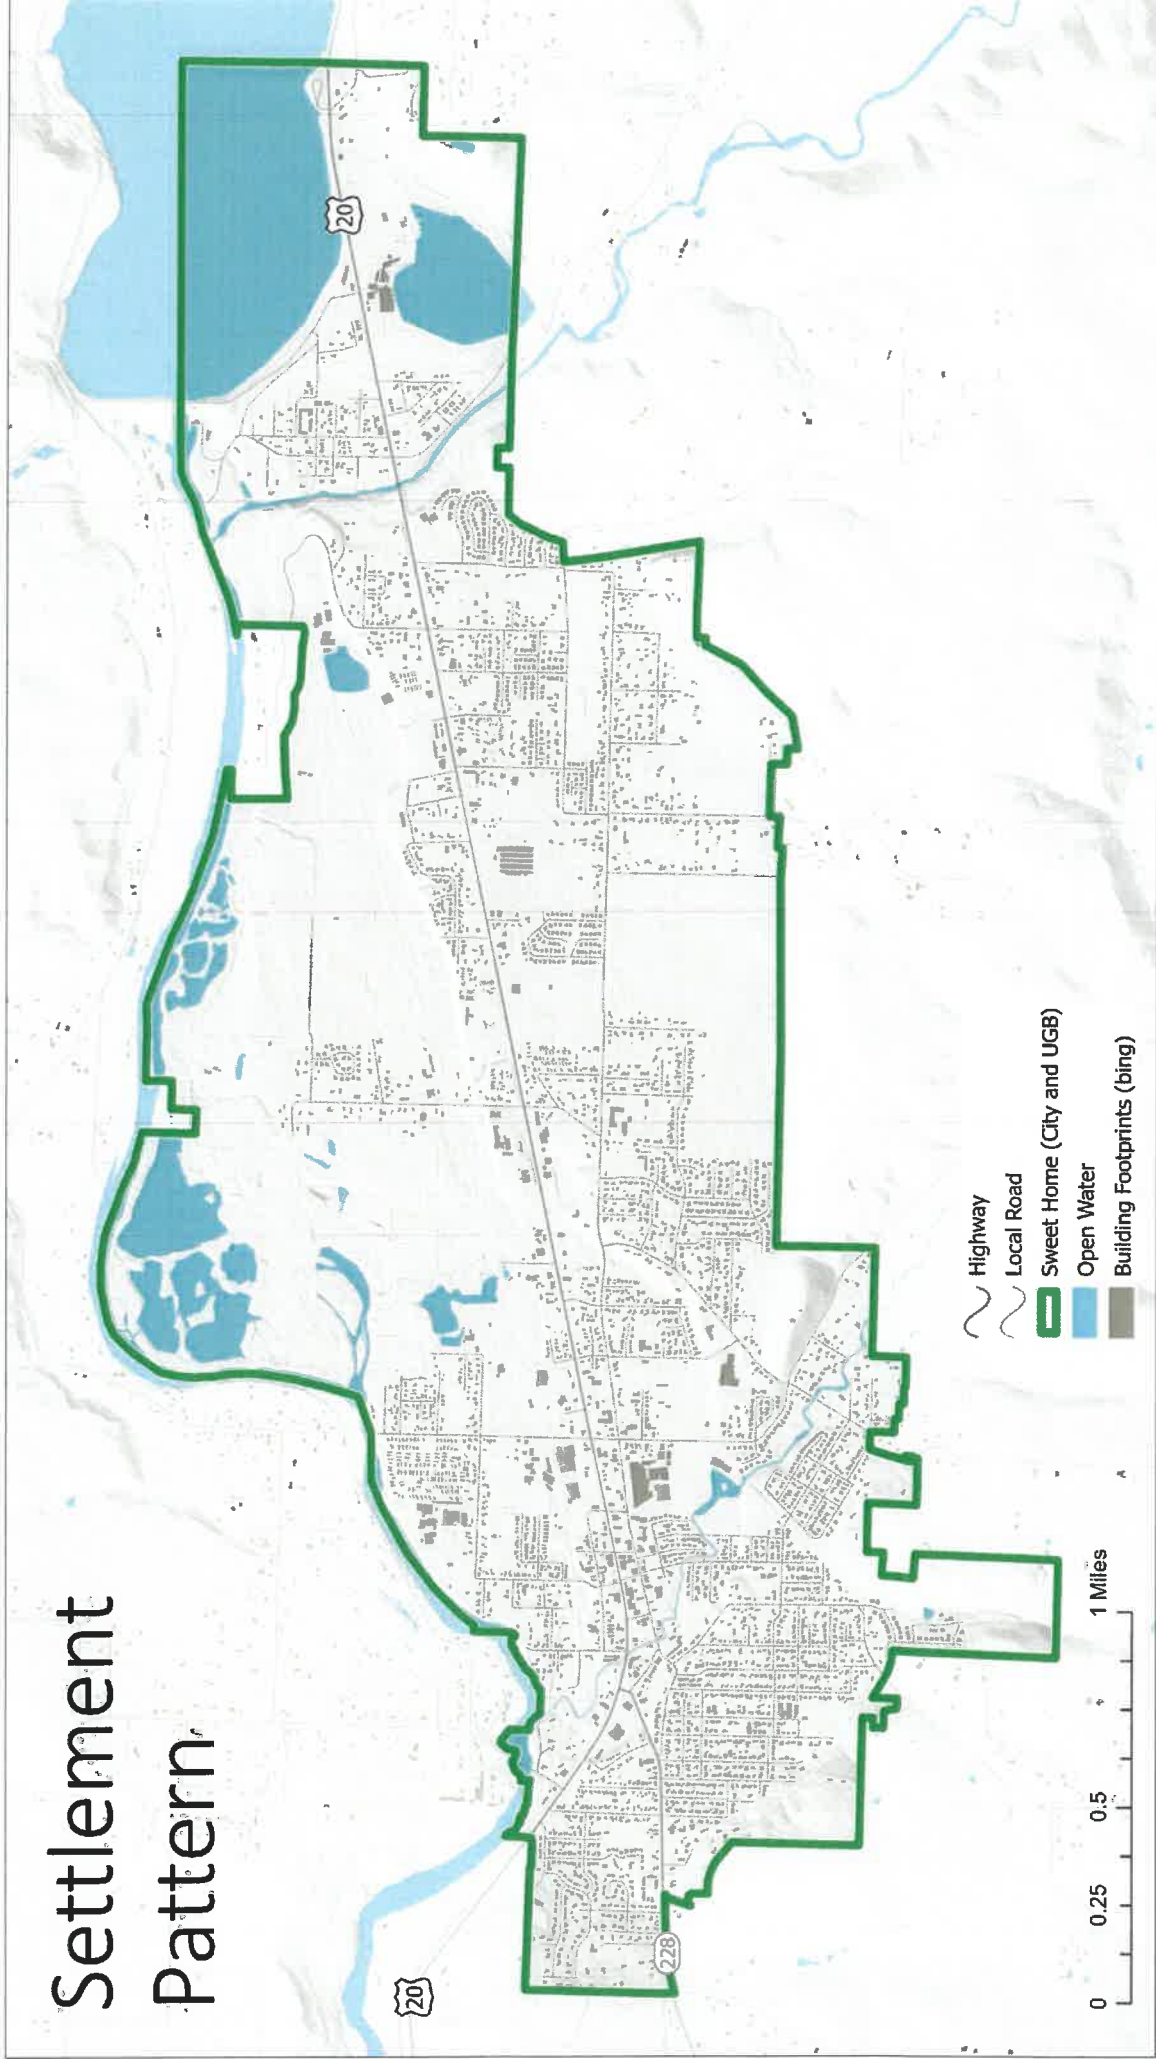 Settlement
Pattern
20
20
228
Highway
Local Road
Sweet Home (City and UGB)
Open Water
Building Footprints (bing)
0 0.25 0.5 1 Miles